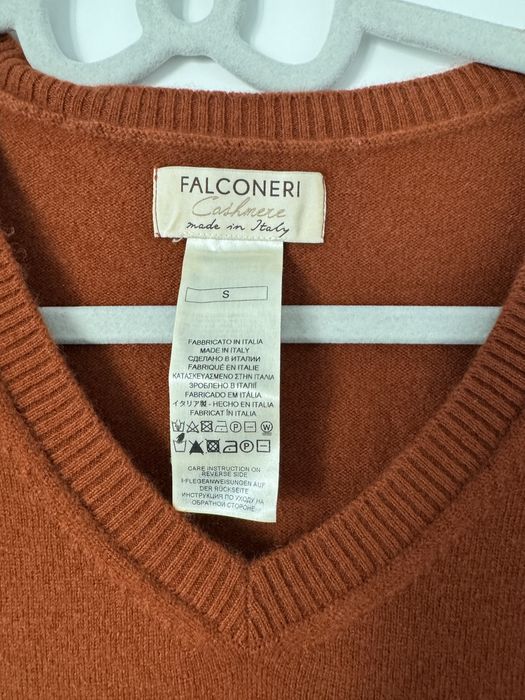 FALCONERI
Cashmere
made in Italy
S
FABBRICATO IN ITALIA
MADE IN ITALY
СДЕЛАНО В ИТАЛИИ
FABRIQUÉ EN ITALIE
ΚΑΤΑΣΚΕΥΑΣΜΕΝΟ ΣΤΗΝ ΙΤΑΛΙΑ
ЗРОБЛЕНО В ІТАЛІЇ
FABRICADO EM ITÁLIA
イタリア製 - HECHO EN ITALIA
FABRICAT ÎN ITALIA
CARE INSTRUCTION ON
REVERSE SIDE
I-FLEGEANWEISUNGEN AUF
DER RÜCKSEITE
ИНСТРУКЦИЯ ПО УХОДУ НА
ОБРАТНОЙ СТОРОНЕ